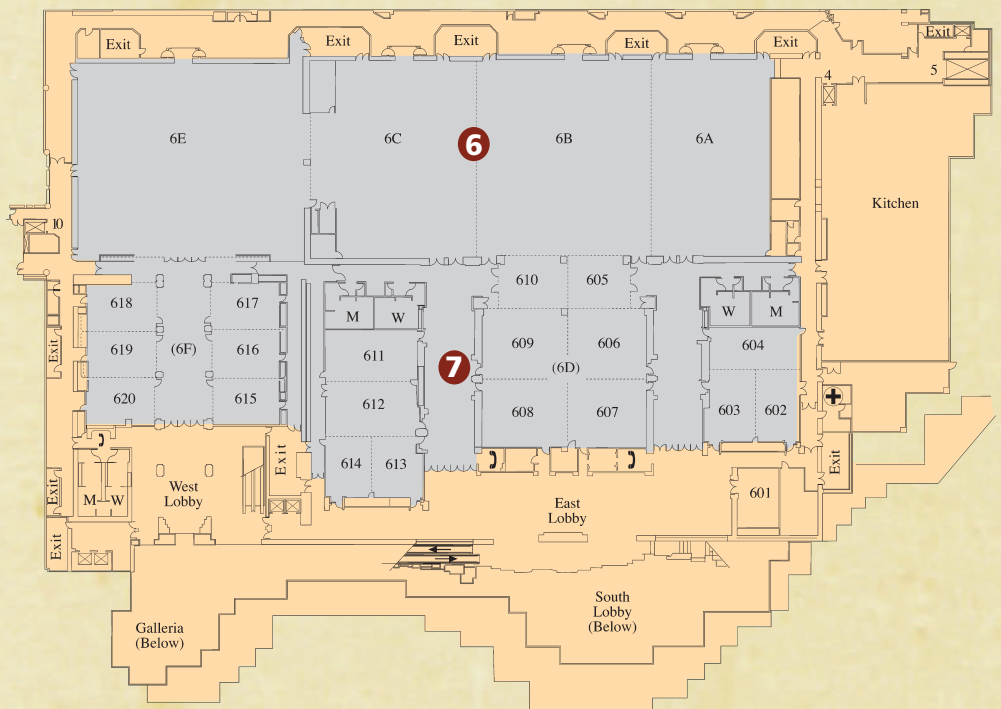 Exit
Exit
Exit
Exit
Exit
Exit
4
5
6E
6C
6
6B
6A
Kitchen
10
610
605
618
617
M
W
W
M
619
(6F)
616
611
609
606
604
Exit
7
(6D)
620
615
612
608
607
603
602
Exit
614
613
Exit
M
W
West
Lobby
Exit
601
East
Lobby
Exit
South
Lobby
(Below)
Galleria
(Below)